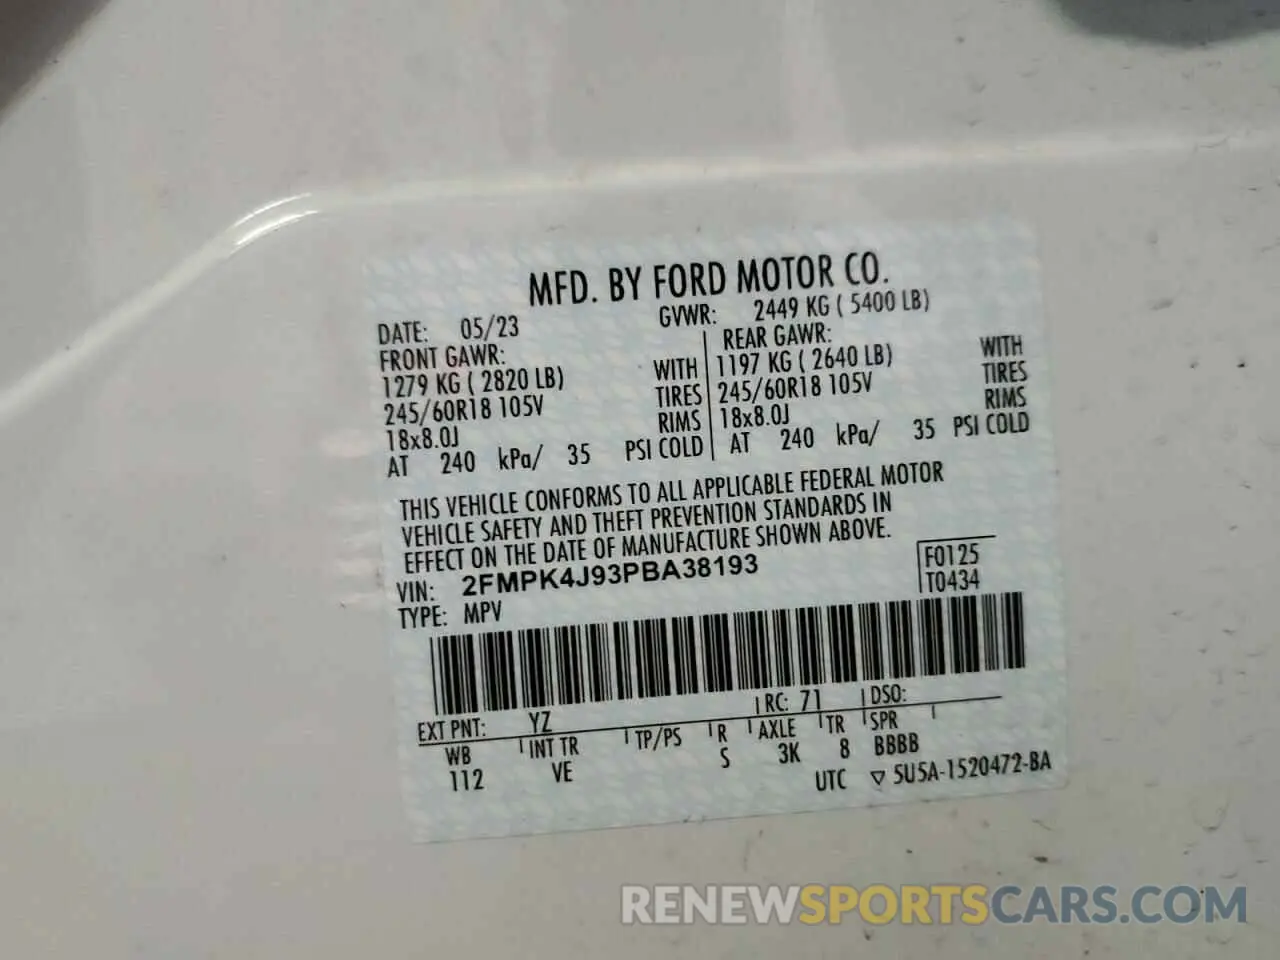 MFD. BY FORD MOTOR CO.
DATE: 05/23 GVWR: 2449 KG ( 5400 LB)
FRONT GAWR: REAR GAWR:
1279 KG ( 2820 LB) WITH 1197 KG ( 2640 LB) WITH
245/60R18 105V TIRES 245/60R18 105V TIRES
18x8.0J RIMS 18x8.0J RIMS
AT 240 kPa/ 35 PSI COLD AT 240 kPa/ 35 PSI COLD
THIS VEHICLE CONFORMS TO ALL APPLICABLE FEDERAL MOTOR
VEHICLE SAFETY AND THEFT PREVENTION STANDARDS IN
EFFECT ON THE DATE OF MANUFACTURE SHOWN ABOVE.
VIN: 2FMPK4J93PBA38193 F0125
TYPE: MPV T0434
EXT PNT: YZ RC: 71 DSO:
WB INT TR TP/PS R AXLE TR SPR
112 VE S 3K 8 BBBB
UTC ▽ 5U5A-1520472-BA
RENEWSPORTSCARS.COM